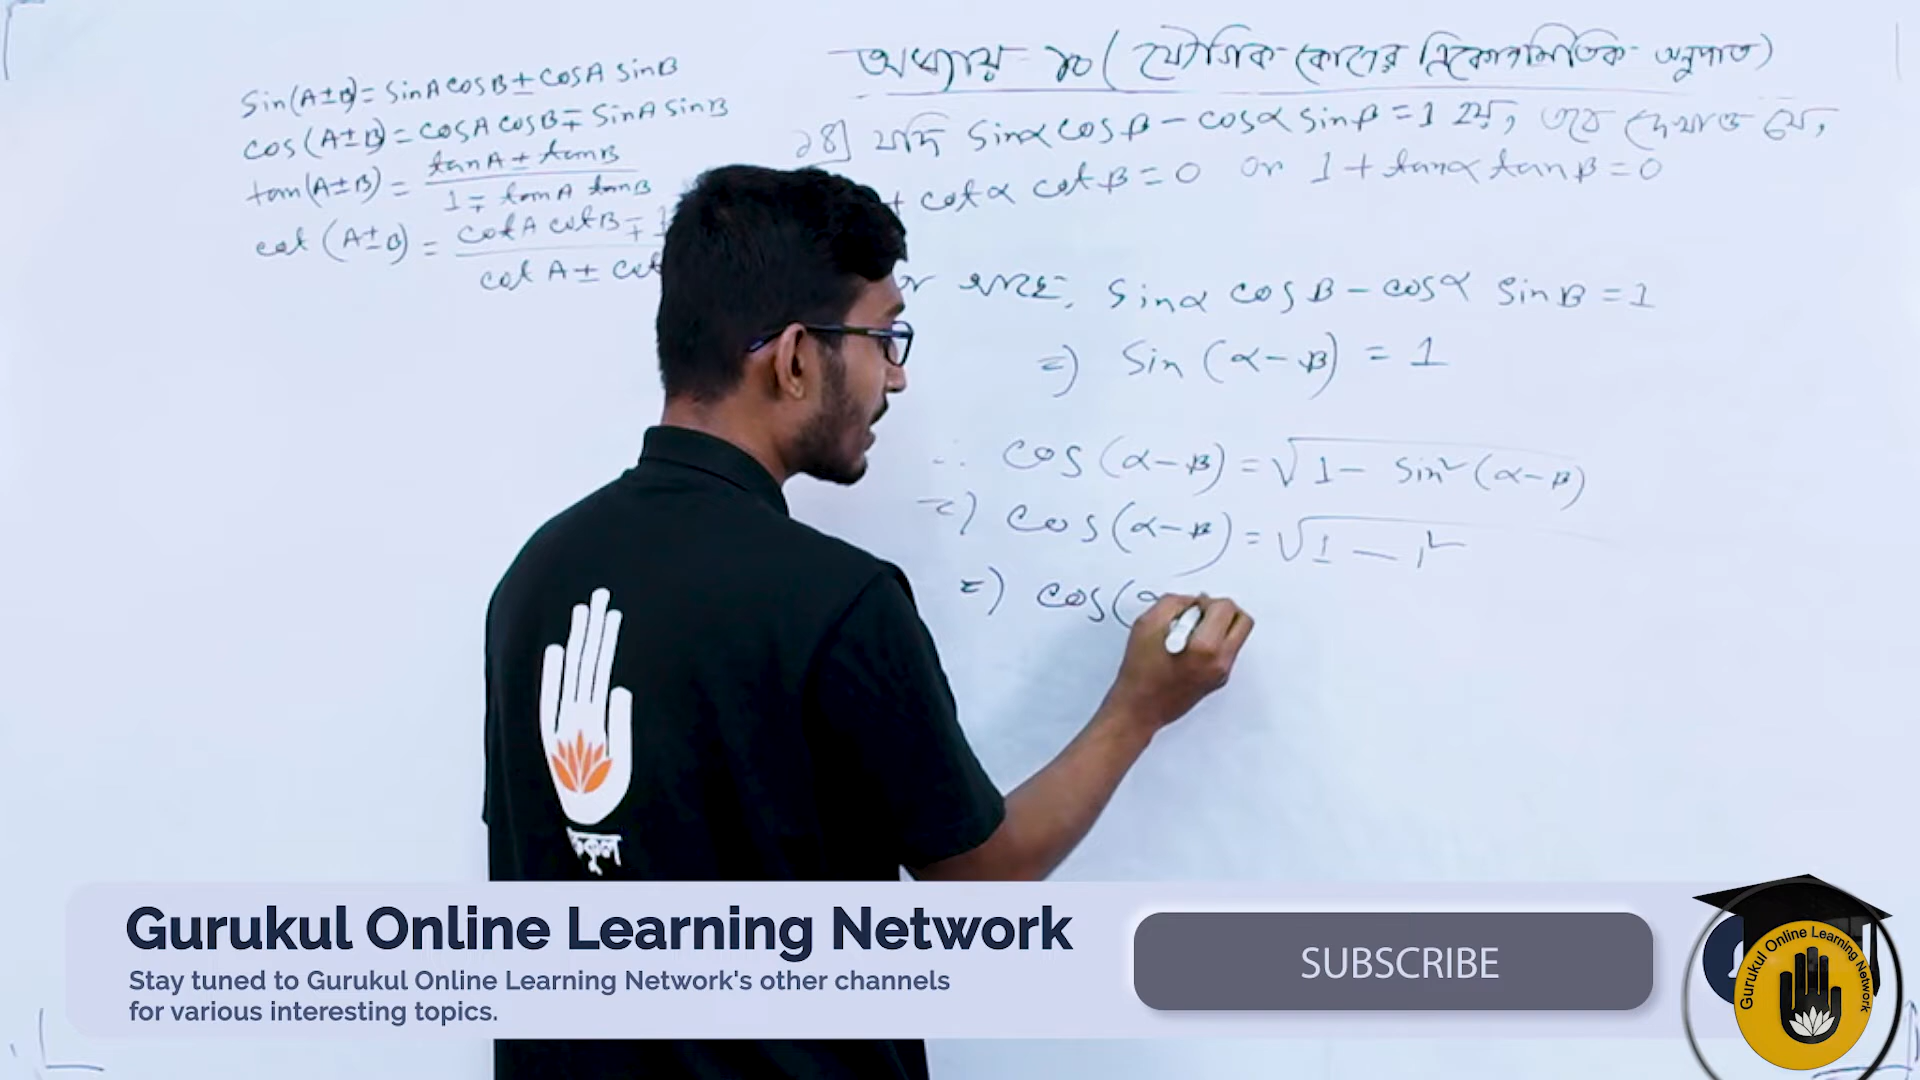 অধ্যায় - ১০ ( যৌগিক কোণের ত্রিকোণমিতিক অনুপাত )
Sin(A±B)= SinA cosB ± cosA SinB
cos(A±B) = cosA cosB ∓ SinA SinB
tan(A±B) = tanA ± tanB / 1 ∓ tanA tanB
cot (A±B) = cotA cotB ∓ 1 / cot A ± cot
যদি Sinα cosβ - cosα sinβ = 1 হয়, তবে দেখাও যে,
+ cotα cotβ = 0 or 1 + tanα tanβ = 0
আছে, Sinα cosB - cosα SinB = 1
=) Sin (α-β) = 1
∴ cos (α-β) = √1 - Sin² (α-β)
=) cos (α-β) = √1 - 1²
=) cos(α
গুরুকুল
Gurukul Online Learning Network
Stay tuned to Gurukul Online Learning Network's other channels
for various interesting topics.
SUBSCRIBE
Gurukul Online Learning Network